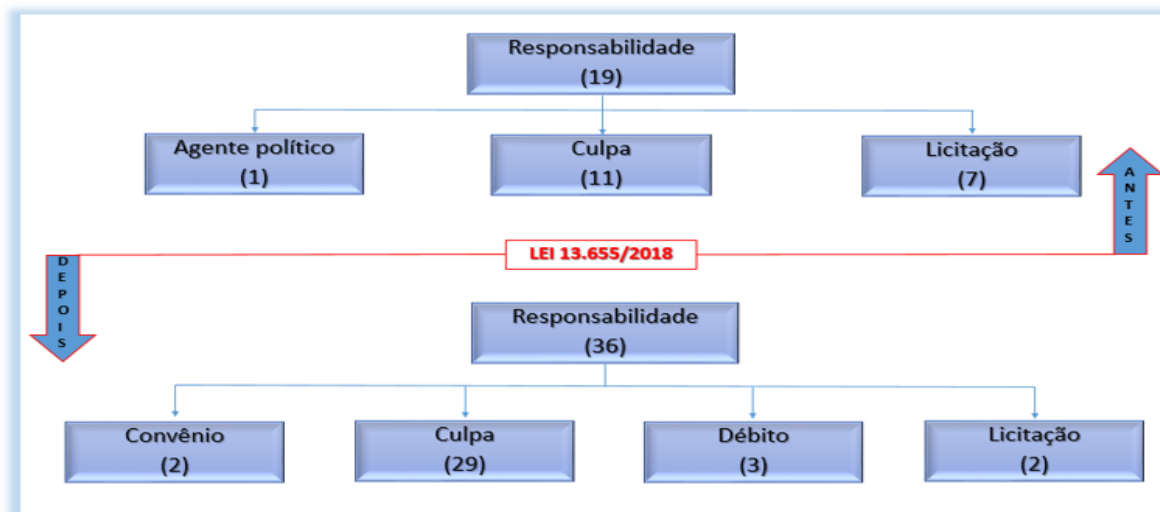 Responsabilidade
(19)
Agente político
(1)
Culpa
(11)
Licitação
(7)
ANTES
LEI 13.655/2018
DEPOIS
Responsabilidade
(36)
Convênio
(2)
Culpa
(29)
Débito
(3)
Licitação
(2)